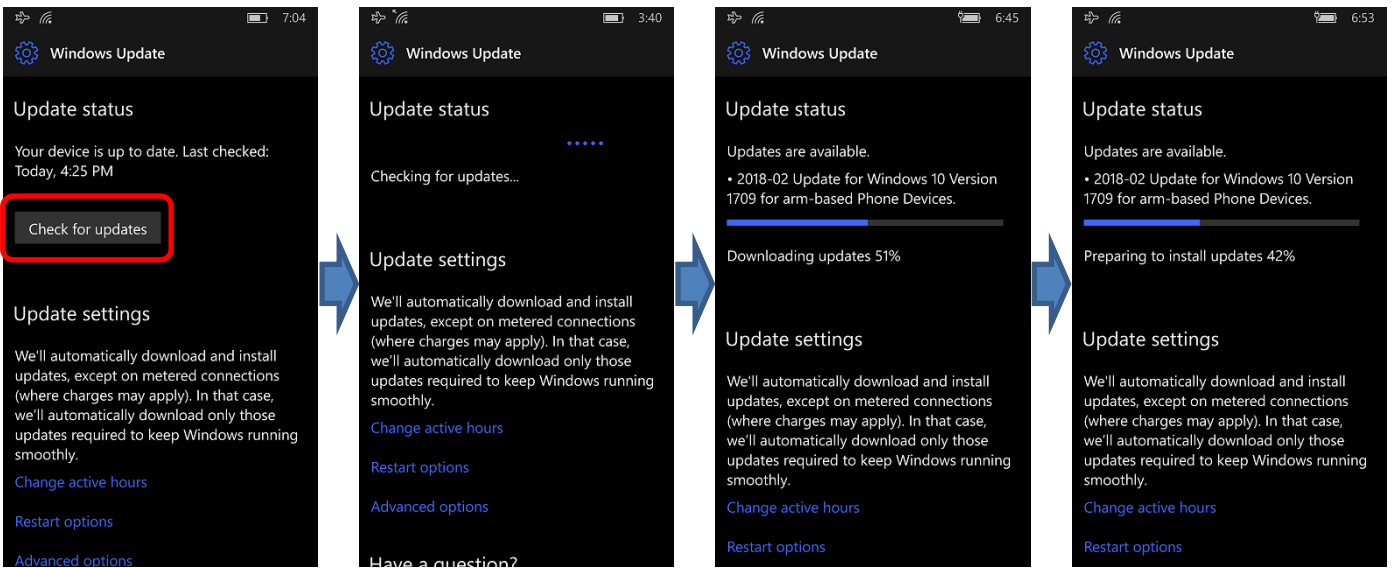 7:04
Windows Update
Update status
Your device is up to date. Last checked:
Today, 4:25 PM
Check for updates
Update settings
We'll automatically download and install
updates, except on metered connections
(where charges may apply). In that case,
we'll automatically download only those
updates required to keep Windows running
smoothly.
Change active hours
Restart options
Advanced options
3:40
Windows Update
Update status
Checking for updates...
Update settings
We'll automatically download and install
updates, except on metered connections
(where charges may apply). In that case,
we'll automatically download only those
updates required to keep Windows running
smoothly.
Change active hours
Restart options
Advanced options
Have a question?
6:45
Windows Update
Update status
Updates are available.
• 2018-02 Update for Windows 10 Version
1709 for arm-based Phone Devices.
Downloading updates 51%
Update settings
We'll automatically download and install
updates, except on metered connections
(where charges may apply). In that case,
we'll automatically download only those
updates required to keep Windows running
smoothly.
Change active hours
Restart options
6:53
Windows Update
Update status
Updates are available.
• 2018-02 Update for Windows 10 Version
1709 for arm-based Phone Devices.
Preparing to install updates 42%
Update settings
We'll automatically download and install
updates, except on metered connections
(where charges may apply). In that case,
we'll automatically download only those
updates required to keep Windows running
smoothly.
Change active hours
Restart options